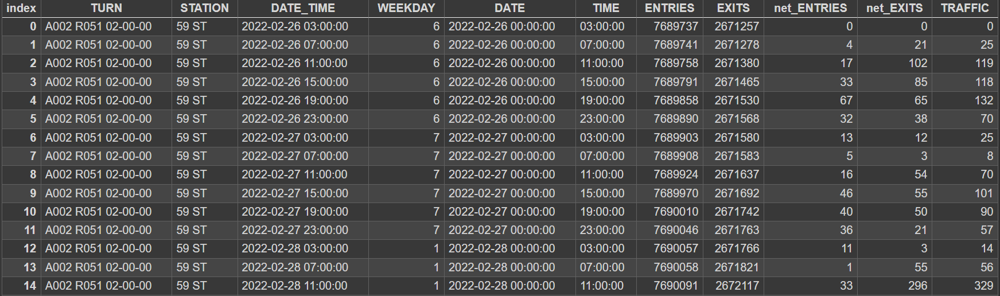 index TURN STATION DATE_TIME WEEKDAY DATE TIME ENTRIES EXITS net_ENTRIES net_EXITS TRAFFIC
0 A002 R051 02-00-00 59 ST 2022-02-26 03:00:00 6 2022-02-26 00:00:00 03:00:00 7689737 2671257 0 0 0
1 A002 R051 02-00-00 59 ST 2022-02-26 07:00:00 6 2022-02-26 00:00:00 07:00:00 7689741 2671278 4 21 25
2 A002 R051 02-00-00 59 ST 2022-02-26 11:00:00 6 2022-02-26 00:00:00 11:00:00 7689758 2671380 17 102 119
3 A002 R051 02-00-00 59 ST 2022-02-26 15:00:00 6 2022-02-26 00:00:00 15:00:00 7689791 2671465 33 85 118
4 A002 R051 02-00-00 59 ST 2022-02-26 19:00:00 6 2022-02-26 00:00:00 19:00:00 7689858 2671530 67 65 132
5 A002 R051 02-00-00 59 ST 2022-02-26 23:00:00 6 2022-02-26 00:00:00 23:00:00 7689890 2671568 32 38 70
6 A002 R051 02-00-00 59 ST 2022-02-27 03:00:00 7 2022-02-27 00:00:00 03:00:00 7689903 2671580 13 12 25
7 A002 R051 02-00-00 59 ST 2022-02-27 07:00:00 7 2022-02-27 00:00:00 07:00:00 7689908 2671583 5 3 8
8 A002 R051 02-00-00 59 ST 2022-02-27 11:00:00 7 2022-02-27 00:00:00 11:00:00 7689924 2671637 16 54 70
9 A002 R051 02-00-00 59 ST 2022-02-27 15:00:00 7 2022-02-27 00:00:00 15:00:00 7689970 2671692 46 55 101
10 A002 R051 02-00-00 59 ST 2022-02-27 19:00:00 7 2022-02-27 00:00:00 19:00:00 7690010 2671742 40 50 90
11 A002 R051 02-00-00 59 ST 2022-02-27 23:00:00 7 2022-02-27 00:00:00 23:00:00 7690046 2671763 36 21 57
12 A002 R051 02-00-00 59 ST 2022-02-28 03:00:00 1 2022-02-28 00:00:00 03:00:00 7690057 2671766 11 3 14
13 A002 R051 02-00-00 59 ST 2022-02-28 07:00:00 1 2022-02-28 00:00:00 07:00:00 7690058 2671821 1 55 56
14 A002 R051 02-00-00 59 ST 2022-02-28 11:00:00 1 2022-02-28 00:00:00 11:00:00 7690091 2672117 33 296 329